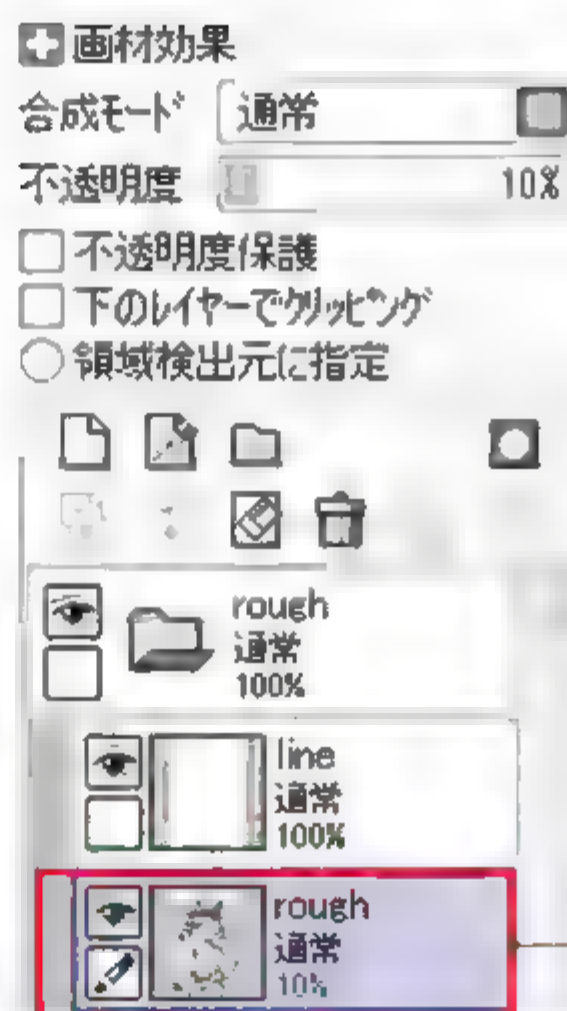 画材効果
合成モード 通常
不透明度 10%
不透明度保護
下のレイヤーでクリッピング
領域検出元に指定
rough
通常
100%
line
通常
100%
rough
通常
10%